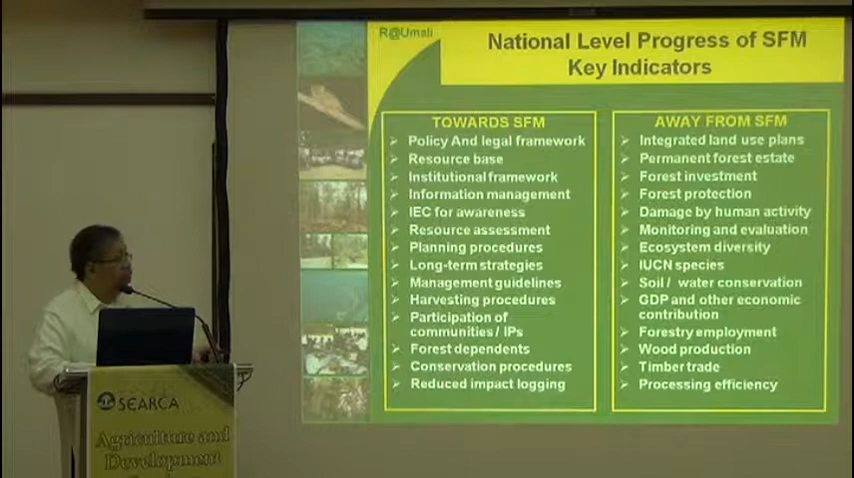 R@Umali
National Level Progress of SFM
Key Indicators
TOWARDS SFM
Policy And legal framework
Resource base
Institutional framework
Information management
IEC for awareness
Resource assessment
Planning procedures
Long-term strategies
Management guidelines
Harvesting procedures
Participation of
communities / IPs
Forest dependents
Conservation procedures
Reduced impact logging
AWAY FROM SFM
Integrated land use plans
Permanent forest estate
Forest investment
Forest protection
Damage by human activity
Monitoring and evaluation
Ecosystem diversity
IUCN species
Soil / water conservation
GDP and other economic
contribution
Forestry employment
Wood production
Timber trade
Processing efficiency
SEARCA
Agriculture and
Development